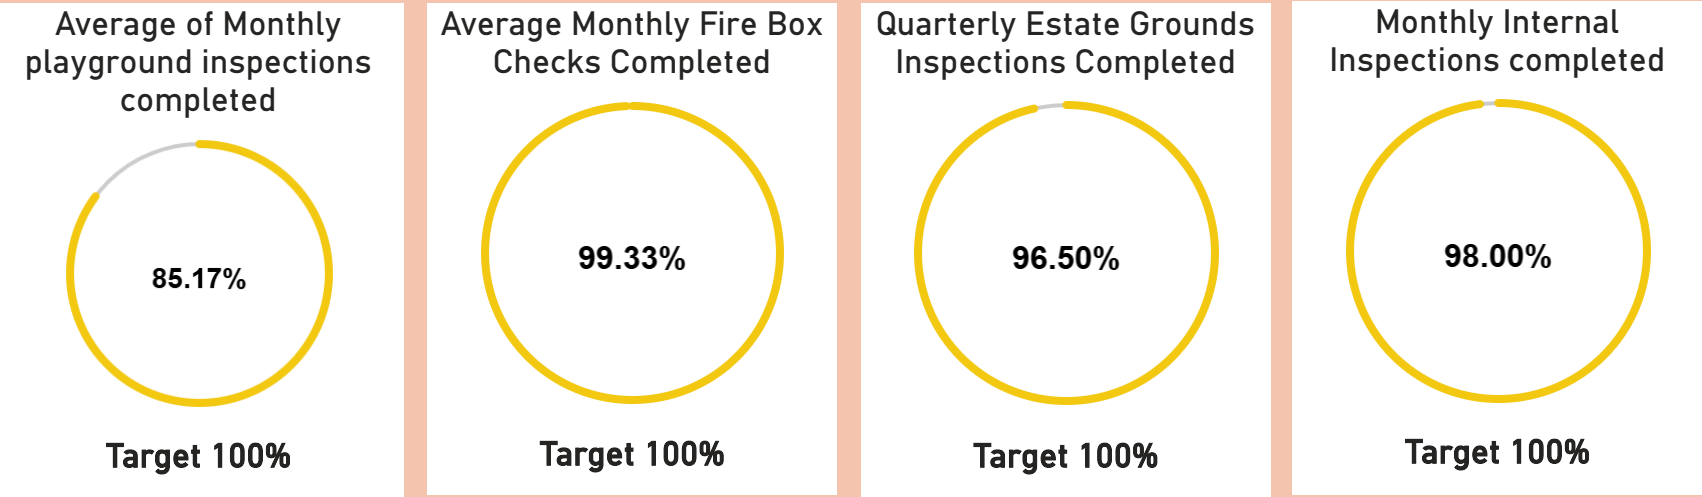 Average of Monthly
playground inspections
completed
85.17%
Target 100%
Average Monthly Fire Box
Checks Completed
99.33%
Target 100%
Quarterly Estate Grounds
Inspections Completed
96.50%
Target 100%
Monthly Internal
Inspections completed
98.00%
Target 100%